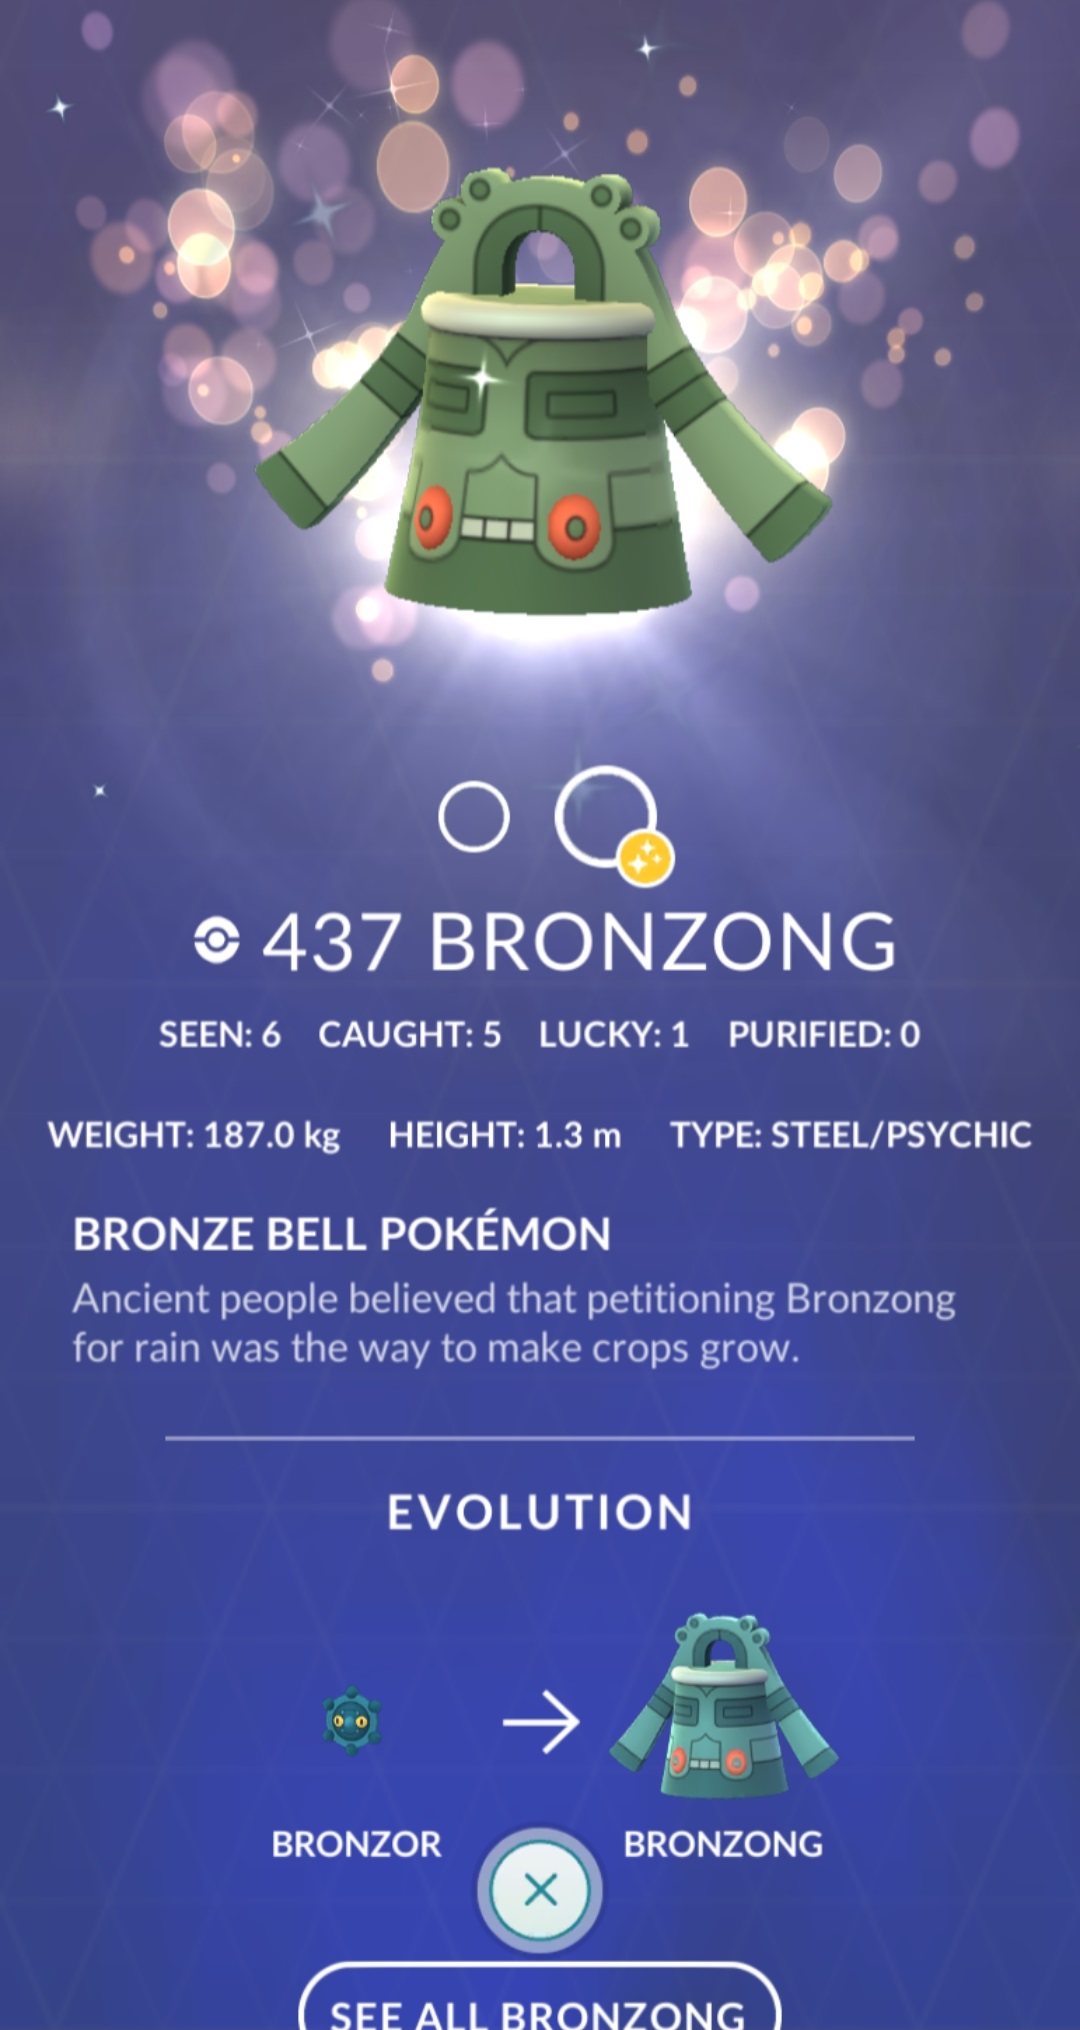 437 BRONZONG
SEEN: 6 CAUGHT: 5 LUCKY: 1 PURIFIED: 0
WEIGHT: 187.0 kg HEIGHT: 1.3 m TYPE: STEEL/PSYCHIC
BRONZE BELL POKÉMON
Ancient people believed that petitioning Bronzong
for rain was the way to make crops grow.
EVOLUTION
BRONZOR BRONZONG
SEE ALL BRONZONG